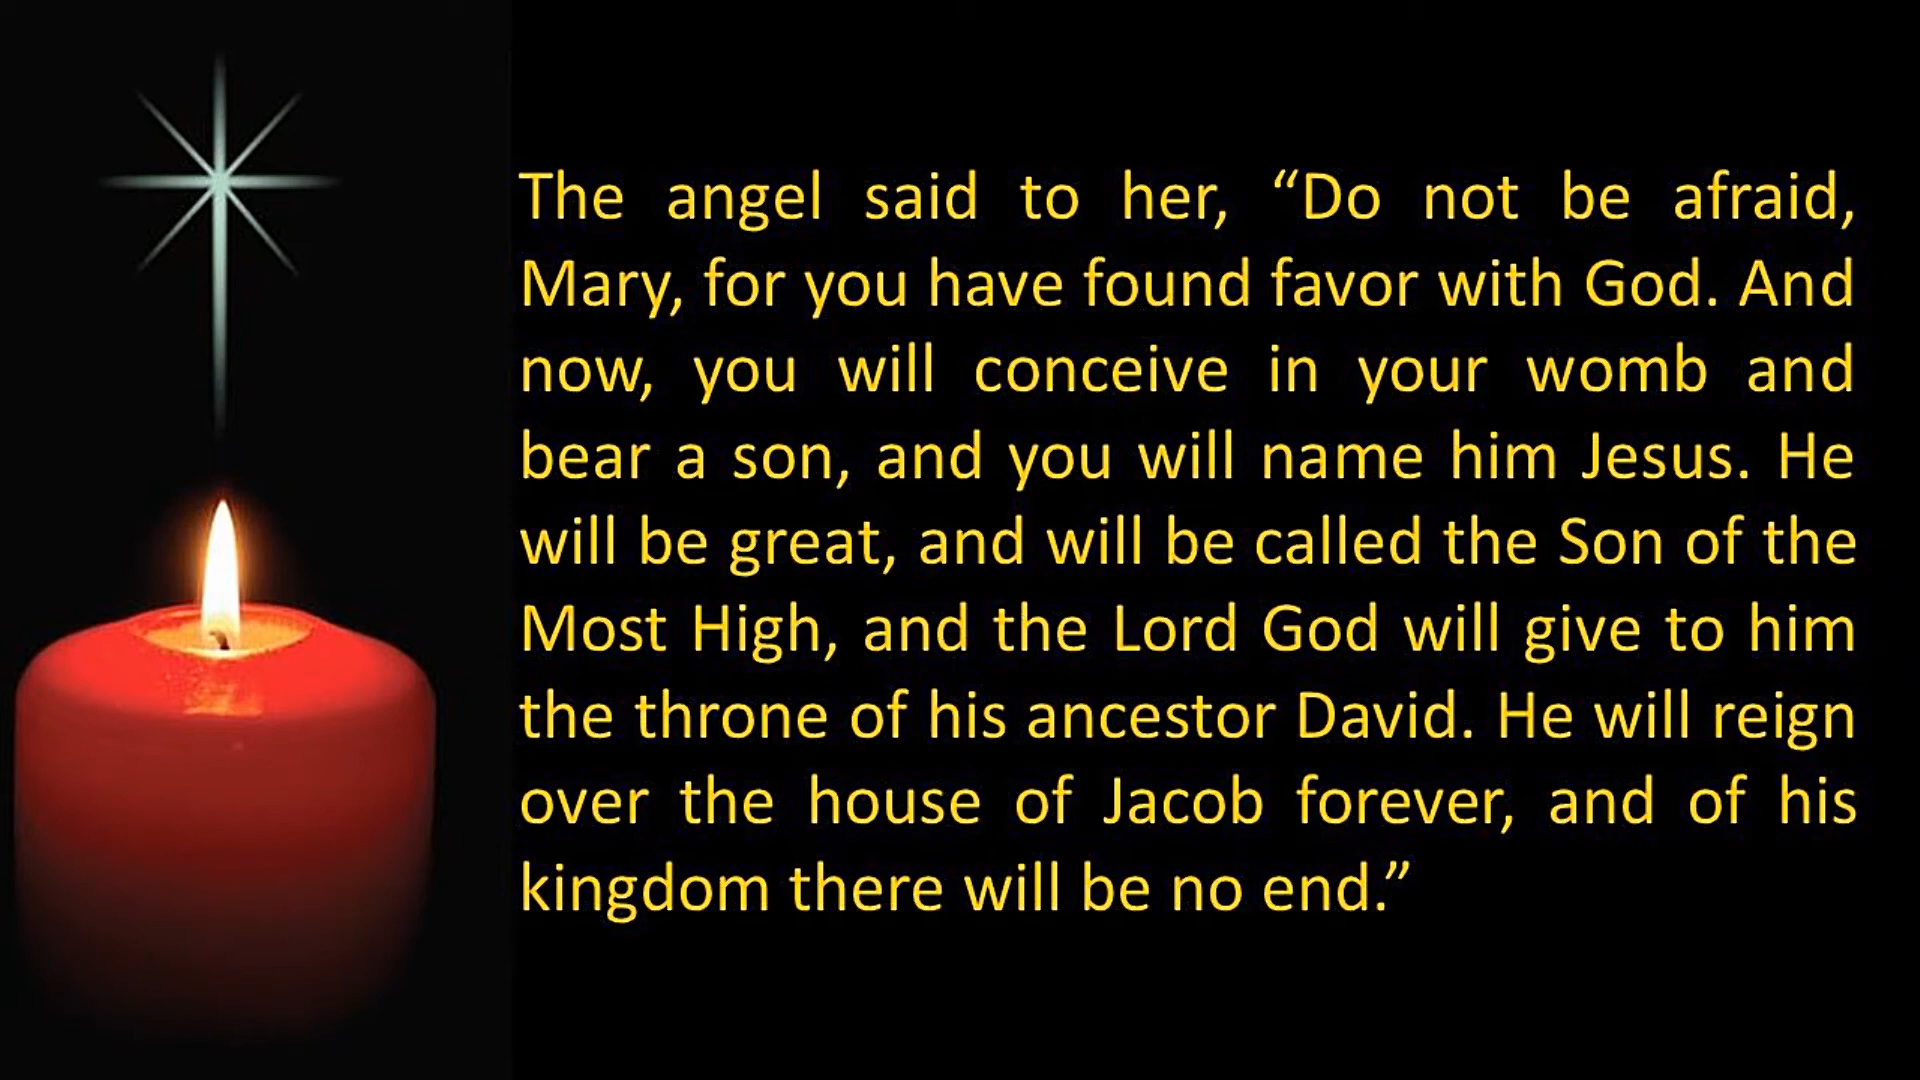 The angel said to her, “Do not be afraid,
Mary, for you have found favor with God. And
now, you will conceive in your womb and
bear a son, and you will name him Jesus. He
will be great, and will be called the Son of the
Most High, and the Lord God will give to him
the throne of his ancestor David. He will reign
over the house of Jacob forever, and of his
kingdom there will be no end.”